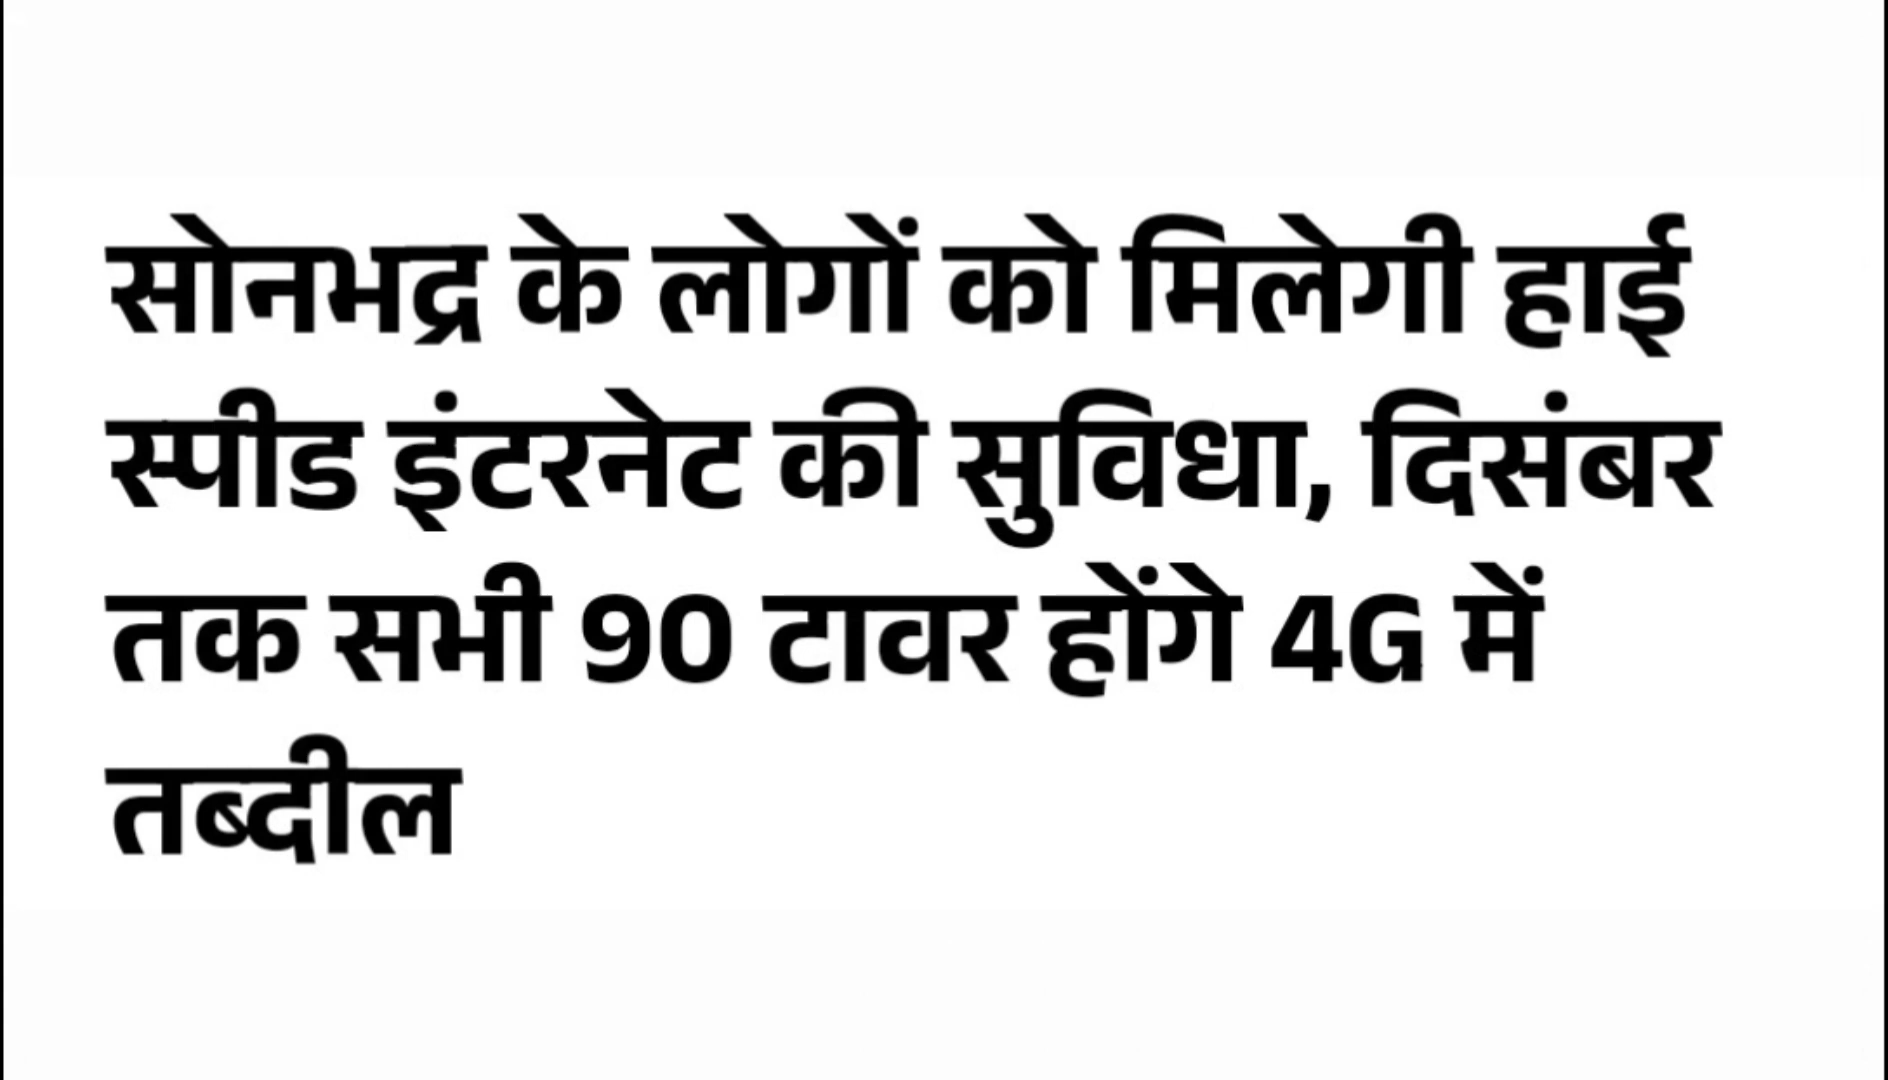 सोनभद्र के लोगों को मिलेगी हाई
स्पीड इंटरनेट की सुविधा, दिसंबर
तक सभी 90 टावर होंगे 4G में
तब्दील